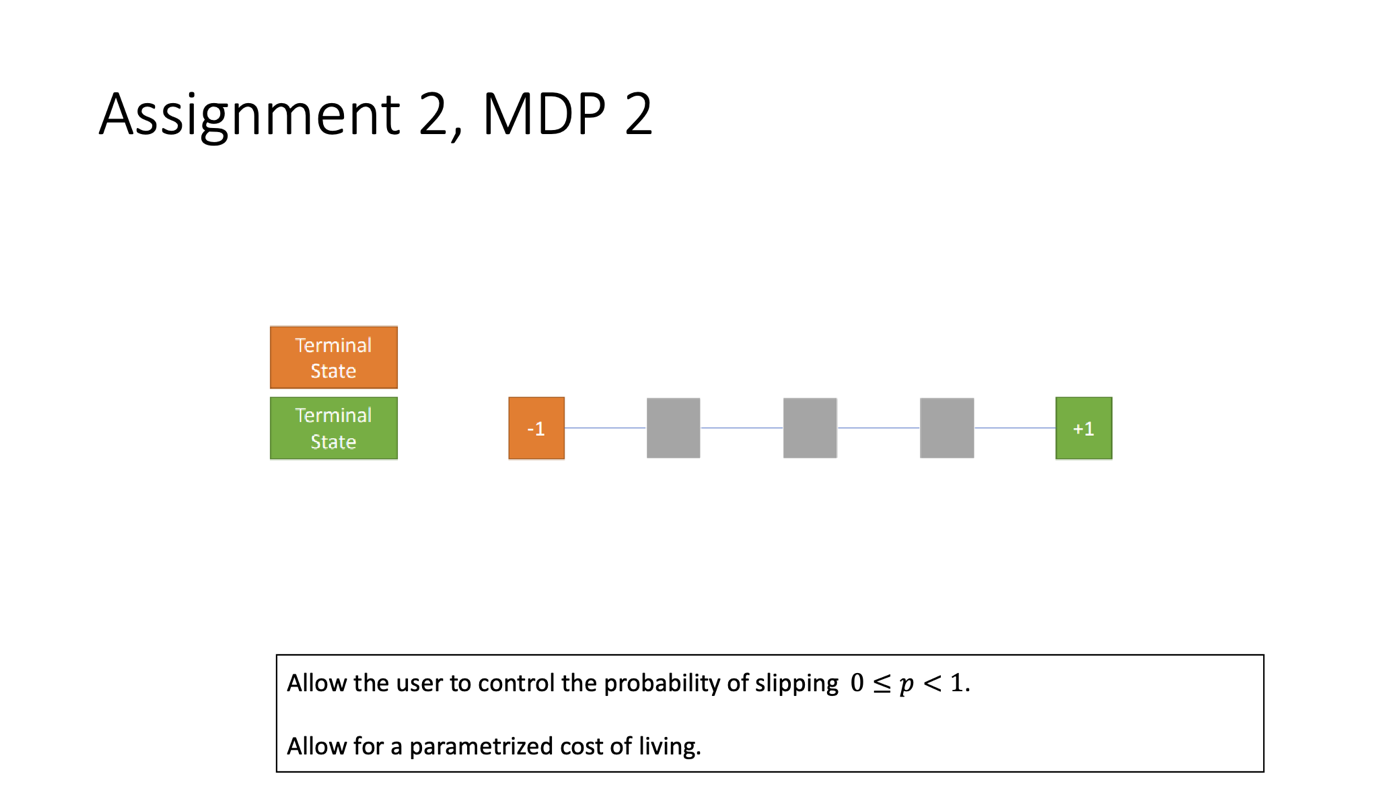 Assignment 2, MDP 2
Terminal
State
Terminal
State
-1
+1
Allow the user to control the probability of slipping 0 ≤ p < 1.
Allow for a parametrized cost of living.